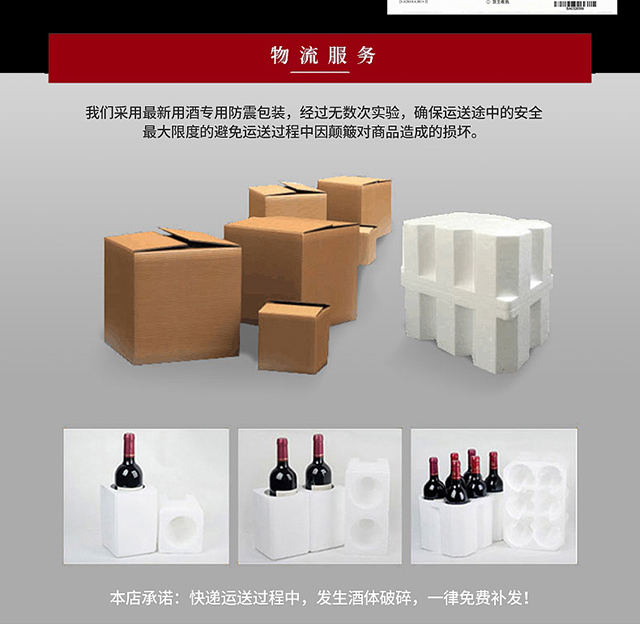 物流服务
我们采用最新用酒专用防震包装，经过无数次实验，确保运送途中的安全
最大限度的避免运送过程中因颠簸对商品造成的损坏。
本店承诺：快递运送过程中，发生酒体破碎，一律免费补发！